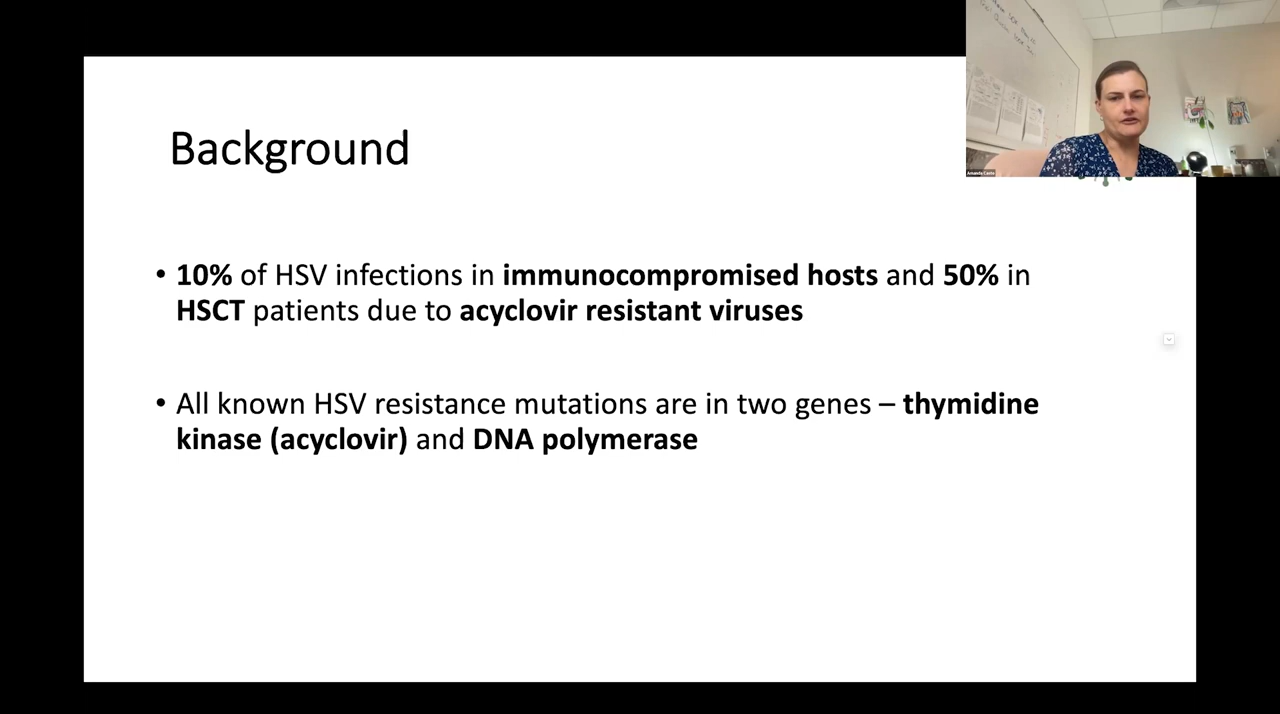 Background
• 10% of HSV infections in immunocompromised hosts and 50% in
HSCT patients due to acyclovir resistant viruses
• All known HSV resistance mutations are in two genes – thymidine
kinase (acyclovir) and DNA polymerase